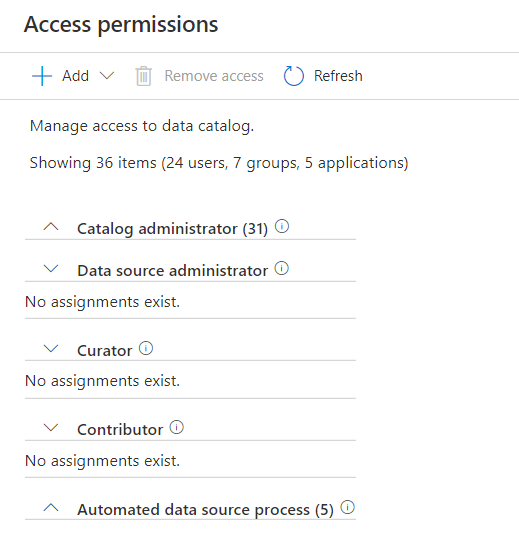 Access permissions
Add Remove access Refresh
Manage access to data catalog.
Showing 36 items (24 users, 7 groups, 5 applications)
Catalog administrator (31)
Data source administrator
No assignments exist.
Curator
No assignments exist.
Contributor
No assignments exist.
Automated data source process (5)